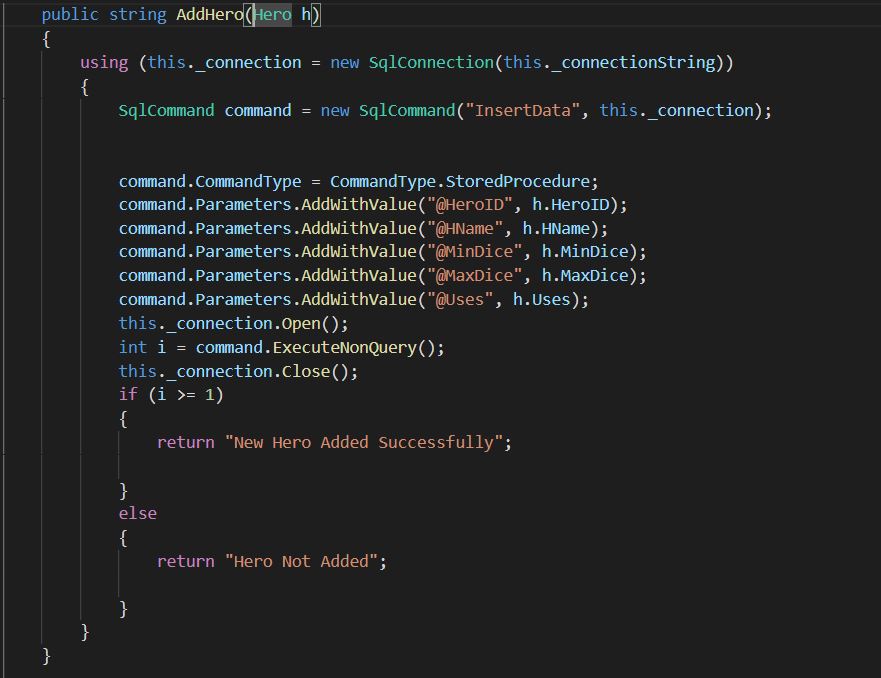 public string AddHero(Hero h)
{
using (this._connection = new SqlConnection(this._connectionString))
{
SqlCommand command = new SqlCommand("InsertData", this._connection);
command.CommandType = CommandType.StoredProcedure;
command.Parameters.AddWithValue("@HeroID", h.HeroID);
command.Parameters.AddWithValue("@HName", h.HName);
command.Parameters.AddWithValue("@MinDice", h.MinDice);
command.Parameters.AddWithValue("@MaxDice", h.MaxDice);
command.Parameters.AddWithValue("@Uses", h.Uses);
this._connection.Open();
int i = command.ExecuteNonQuery();
this._connection.Close();
if (i >= 1)
{
return "New Hero Added Successfully";
}
else
{
return "Hero Not Added";
}
}
}